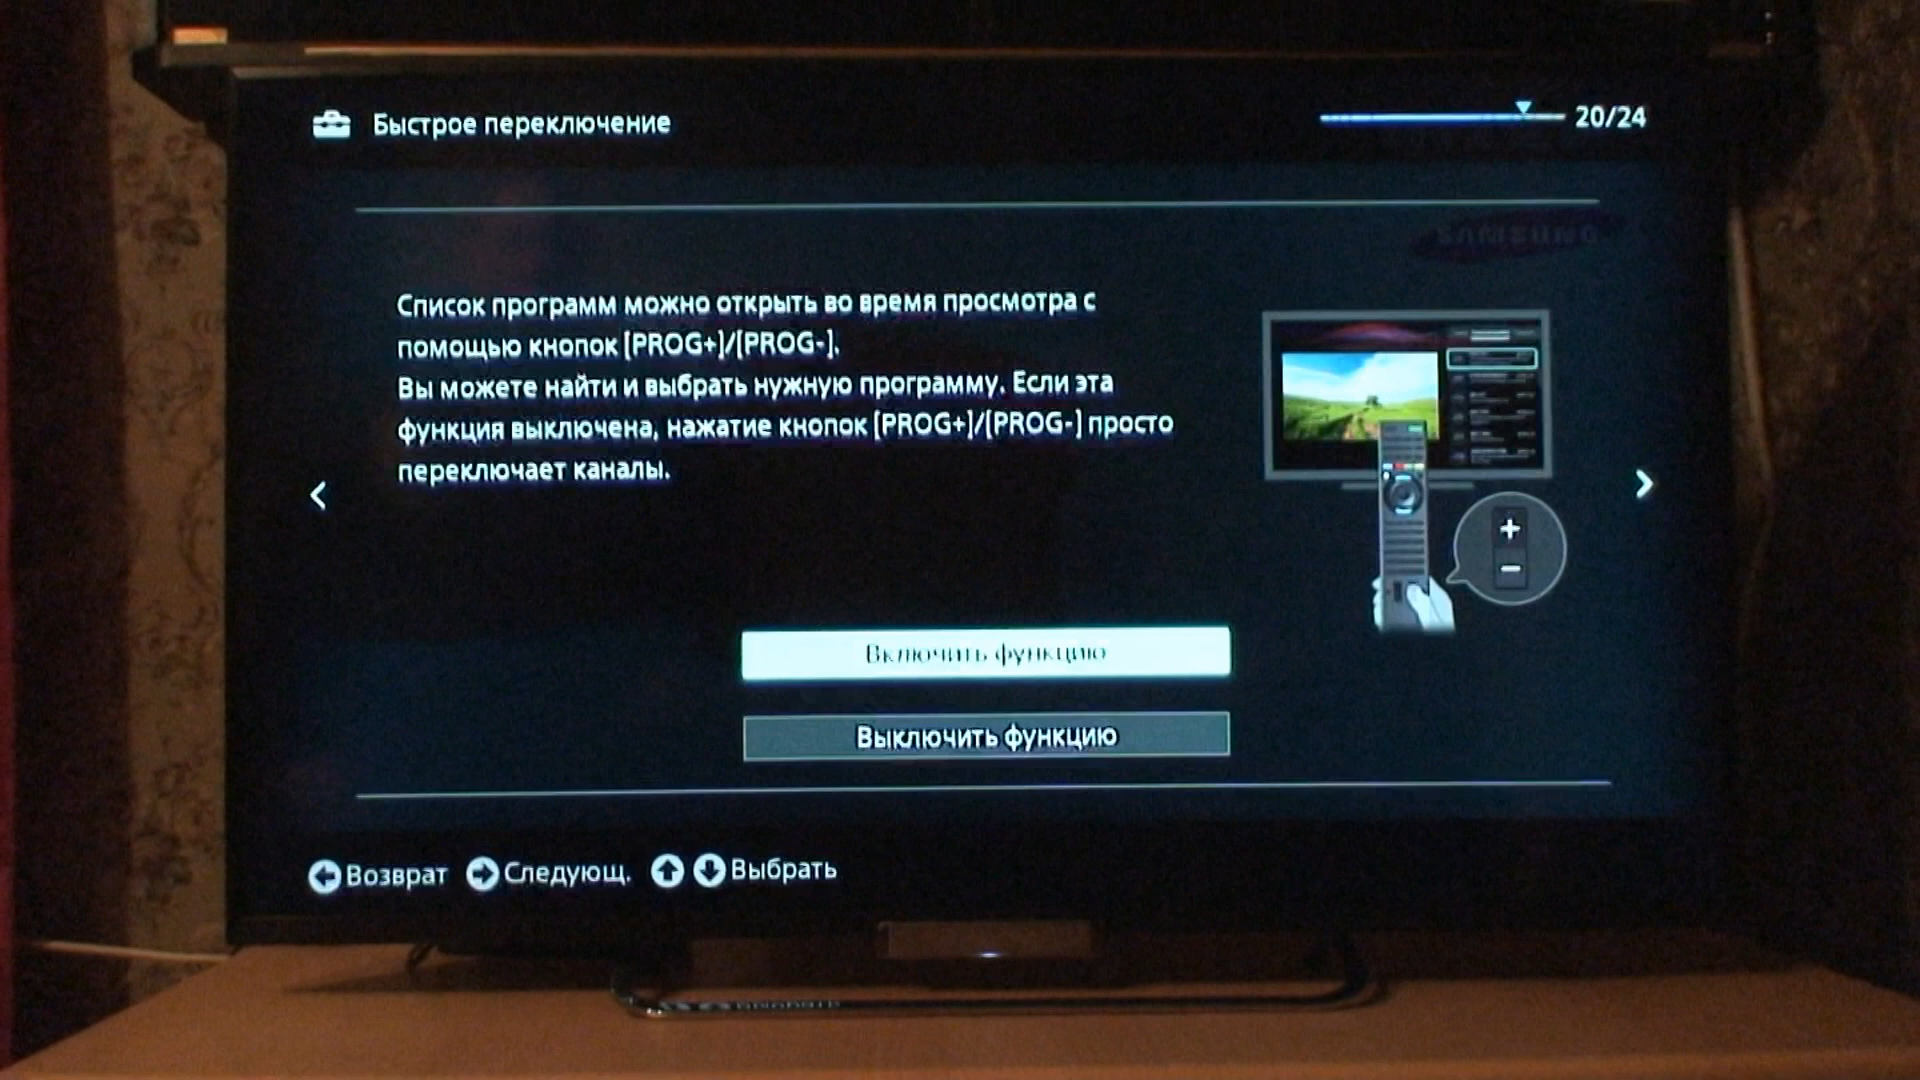 Быстрое переключение
20/24
SAMSUNG
Список программ можно открыть во время просмотра с
помощью кнопок [PROG+]/[PROG-].
Вы можете найти и выбрать нужную программу. Если эта
функция выключена, нажатие кнопок [PROG+]/[PROG-] просто
переключает каналы.
+
−
Включить функцию
Выключить функцию
Возврат Следующ. Выбрать